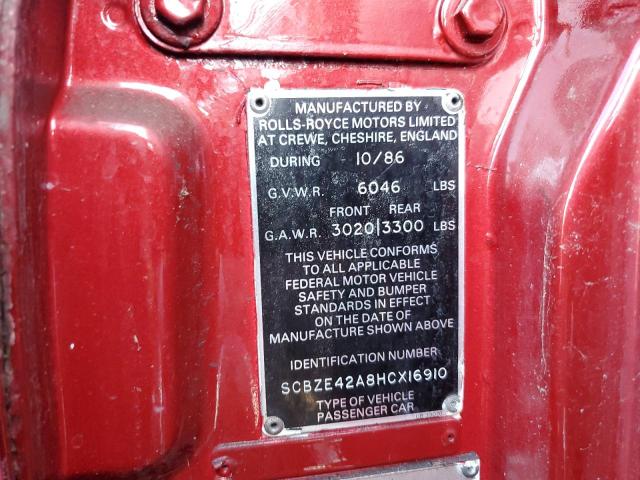 MANUFACTURED BY
ROLLS-ROYCE MOTORS LIMITED
AT CREWE, CHESHIRE, ENGLAND
DURING 10/86
G.V.W.R. 6046 LBS
FRONT REAR
G.A.W.R. 3020|3300 LBS
THIS VEHICLE CONFORMS
TO ALL APPLICABLE
FEDERAL MOTOR VEHICLE
SAFETY AND BUMPER
STANDARDS IN EFFECT
ON THE DATE OF
MANUFACTURE SHOWN ABOVE
IDENTIFICATION NUMBER
SCBZE42A8HCX16910
TYPE OF VEHICLE
PASSENGER CAR